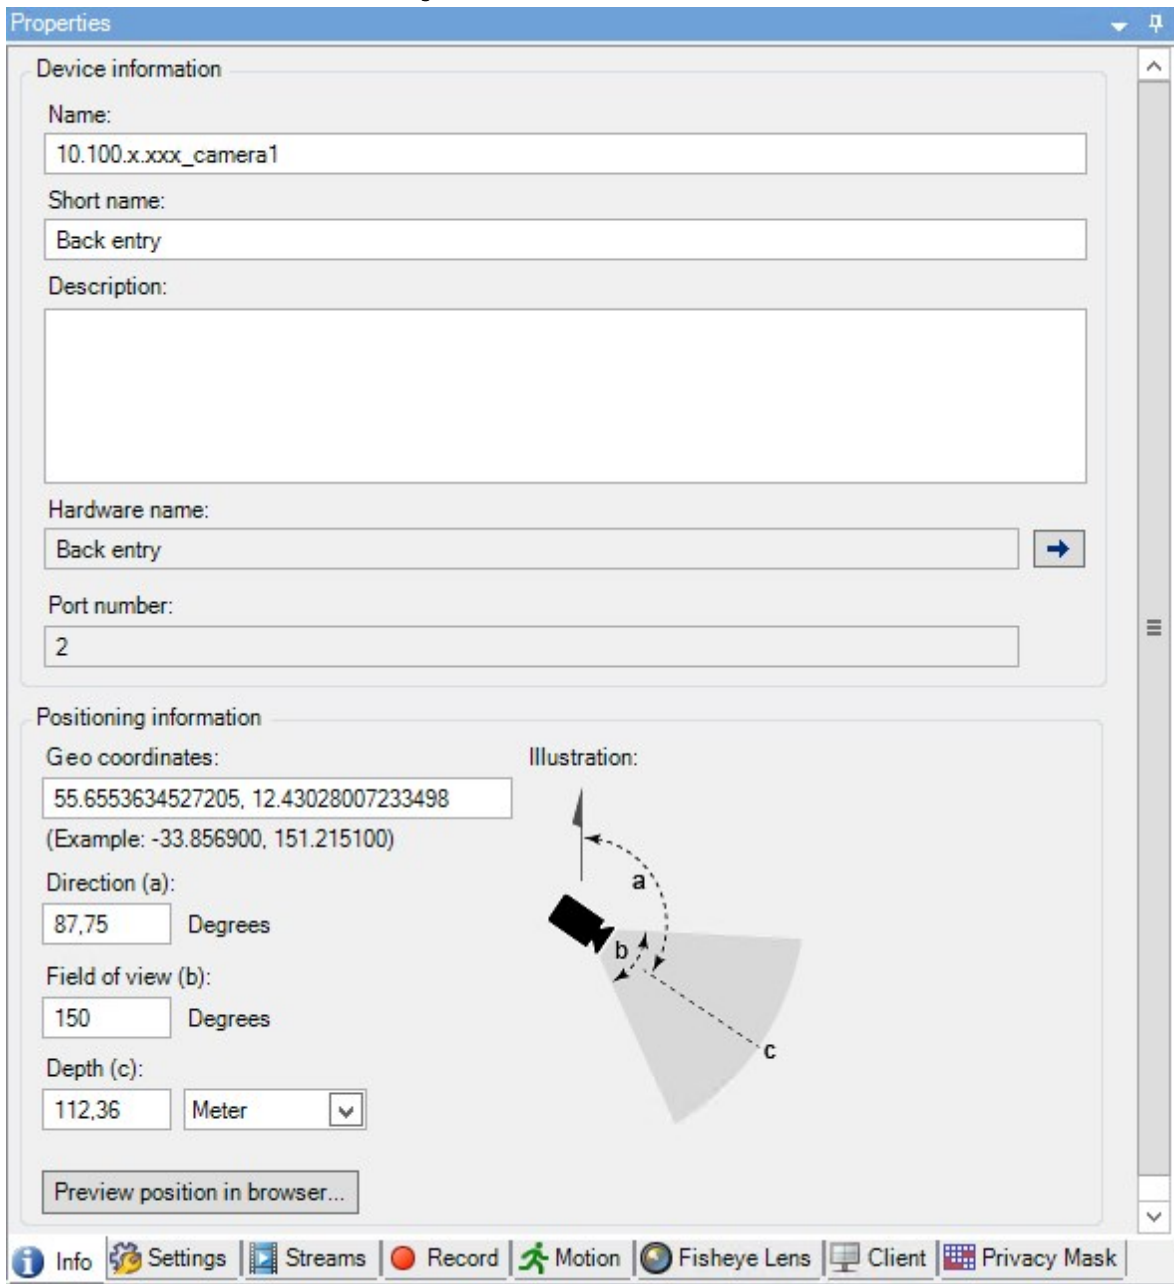 Properties
Device information
Name:
10.100.x.xxx_camera1
Short name:
Back entry
Description:
Hardware name:
Back entry
Port number:
2
Positioning information
Geo coordinates:
Illustration:
55.6553634527205, 12.43028007233498
(Example: -33.856900, 151.215100)
Direction (a):
a
87,75 Degrees
b
Field of view (b):
150 Degrees
c
Depth (c):
112,36 Meter
Preview position in browser...
Info Settings Streams Record Motion Fisheye Lens Client Privacy Mask